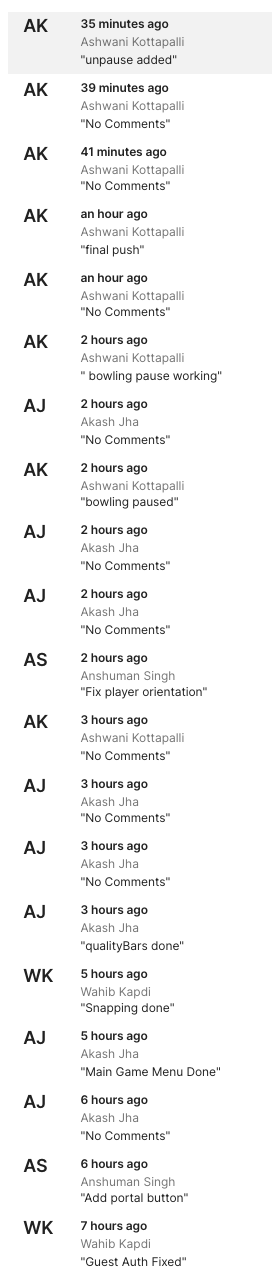 AK
35 minutes ago
Ashwani Kottapalli
"unpause added"
AK
39 minutes ago
Ashwani Kottapalli
"No Comments"
AK
41 minutes ago
Ashwani Kottapalli
"No Comments"
AK
an hour ago
Ashwani Kottapalli
"final push"
AK
an hour ago
Ashwani Kottapalli
"No Comments"
AK
2 hours ago
Ashwani Kottapalli
" bowling pause working"
AJ
2 hours ago
Akash Jha
"No Comments"
AK
2 hours ago
Ashwani Kottapalli
"bowling paused"
AJ
2 hours ago
Akash Jha
"No Comments"
AJ
2 hours ago
Akash Jha
"No Comments"
AS
2 hours ago
Anshuman Singh
"Fix player orientation"
AK
3 hours ago
Ashwani Kottapalli
"No Comments"
AJ
3 hours ago
Akash Jha
"No Comments"
AJ
3 hours ago
Akash Jha
"No Comments"
AJ
3 hours ago
Akash Jha
"qualityBars done"
WK
5 hours ago
Wahib Kapdi
"Snapping done"
AJ
5 hours ago
Akash Jha
"Main Game Menu Done"
AJ
6 hours ago
Akash Jha
"No Comments"
AS
6 hours ago
Anshuman Singh
"Add portal button"
WK
7 hours ago
Wahib Kapdi
"Guest Auth Fixed"